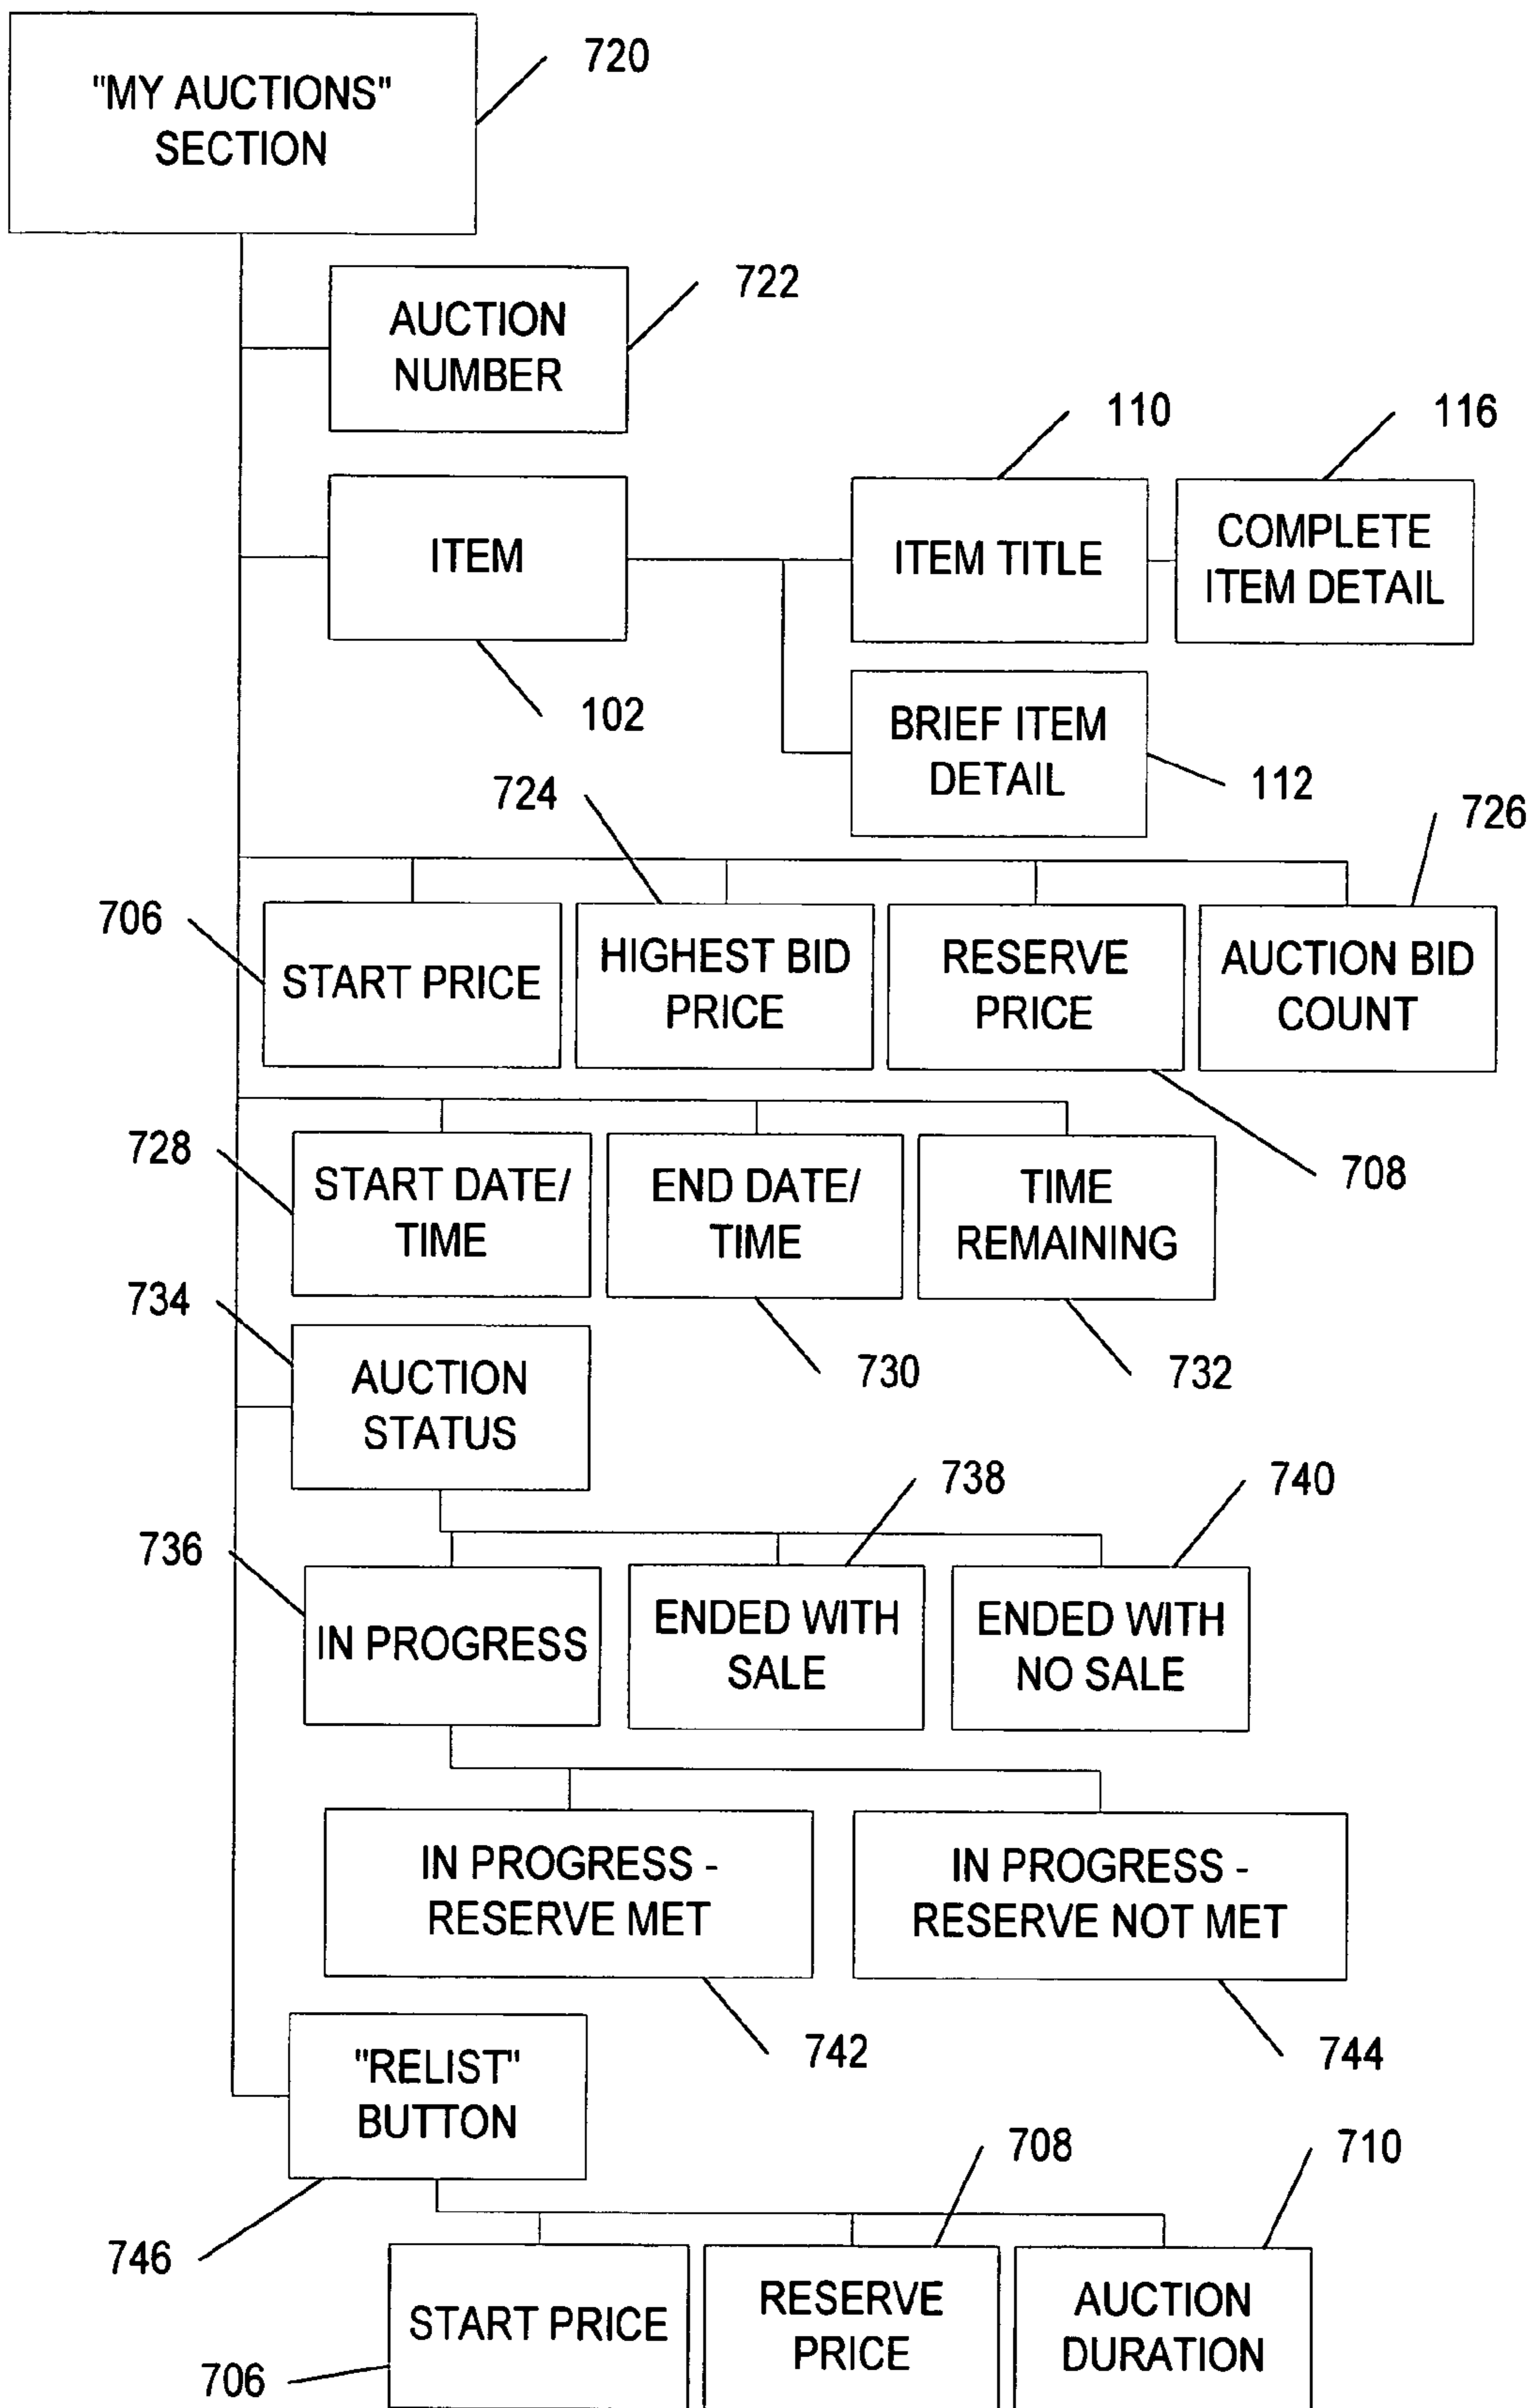 720
"MY AUCTIONS"
SECTION
722
AUCTION
NUMBER
110
116
ITEM
ITEM TITLE
COMPLETE
ITEM DETAIL
102
BRIEF ITEM
DETAIL
112
724
726
706
START PRICE
HIGHEST BID
PRICE
RESERVE
PRICE
AUCTION BID
COUNT
708
728
START DATE/
TIME
END DATE/
TIME
TIME
REMAINING
730
732
734
AUCTION
STATUS
738
740
736
IN PROGRESS
ENDED WITH
SALE
ENDED WITH
NO SALE
IN PROGRESS -
RESERVE MET
IN PROGRESS -
RESERVE NOT MET
742
744
"RELIST"
BUTTON
746
708
710
START PRICE
RESERVE
PRICE
AUCTION
DURATION
706